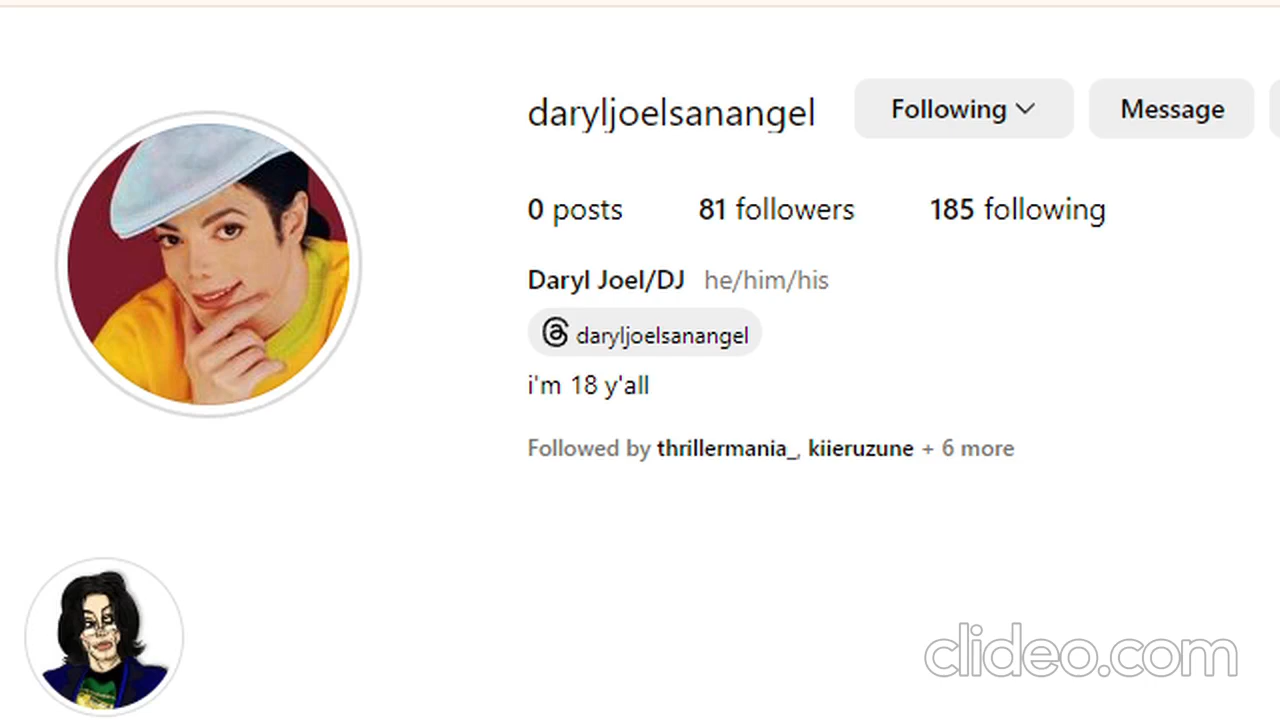 daryljoelsanangel Following Message
0 posts 81 followers 185 following
Daryl Joel/DJ he/him/his
daryljoelsanangel
i'm 18 y'all
Followed by thrillermania_, kiieruzune + 6 more
clideo.com